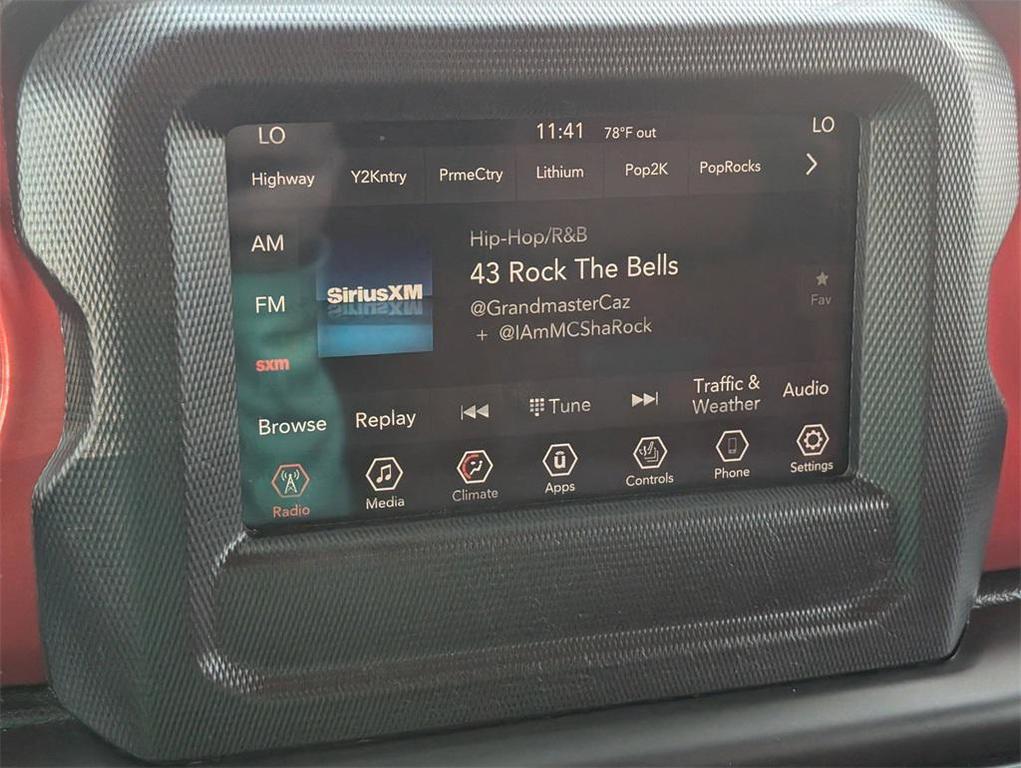 LO 11:41 78°F out LO
Highway Y2Kntry PrmeCtry Lithium Pop2K PopRocks
AM
FM
sxm
SiriusXM
Hip-Hop/R&B
43 Rock The Bells
@GrandmasterCaz
+ @IAmMCShaRock
Fav
Browse Replay Tune Traffic & Weather Audio
Radio Media Climate Apps Controls Phone Settings